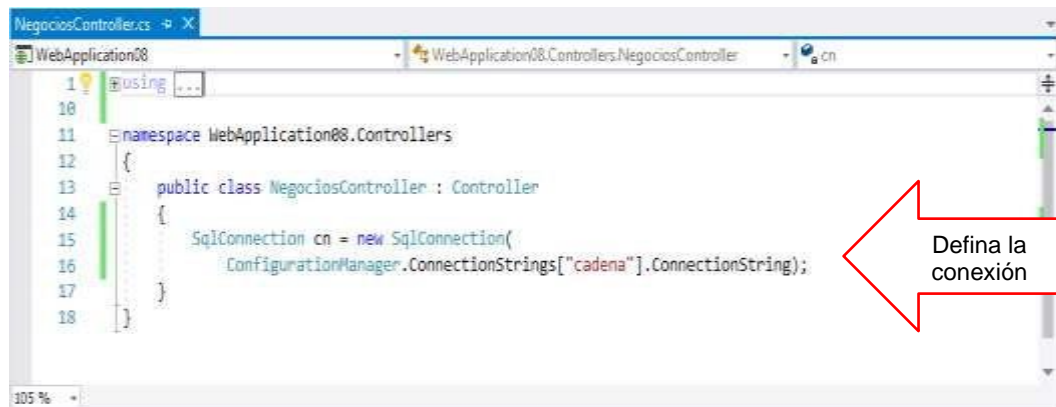 NegociosController.cs
WebApplication08 WebApplication08.Controllers.NegociosController cn
1 using ...
10
11 namespace WebApplication08.Controllers
12 {
13 public class NegociosController : Controller
14 {
15 SqlConnection cn = new SqlConnection(
16 ConfigurationManager.ConnectionStrings["cadena"].ConnectionString);
17 }
18 }
Defina la
conexión
105 %